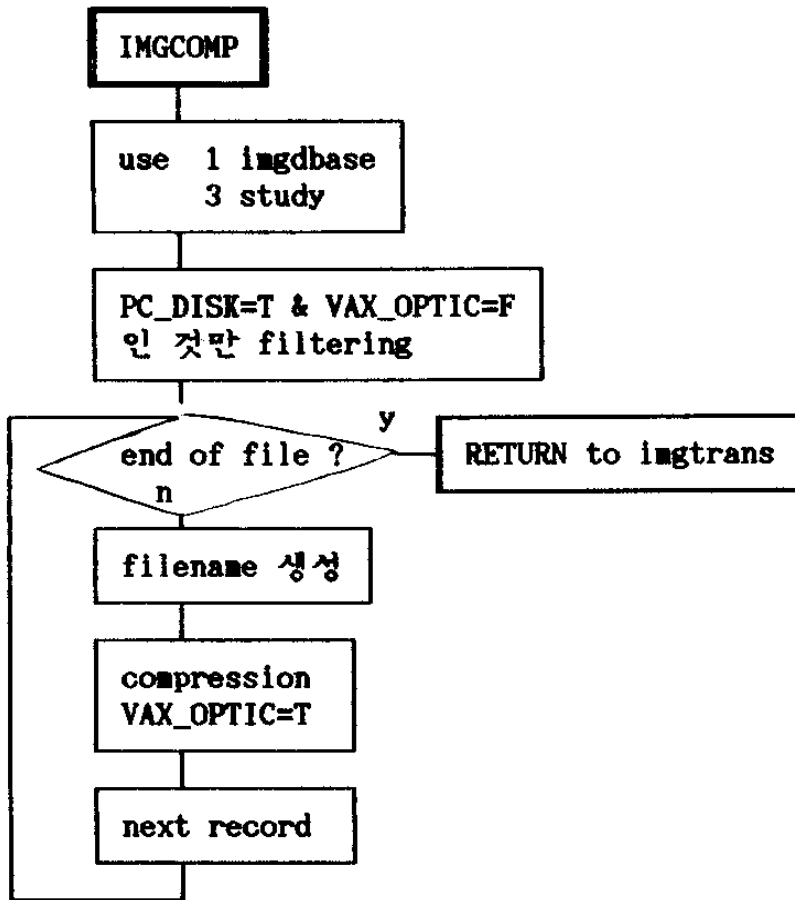 IMGCOMP
use 1 imgdbase
3 study
PC_DISK=T & VAX_OPTIC=F
인 것만 filtering
y
end of file ?
RETURN to imgtrans
n
filename 생성
compression
VAX_OPTIC=T
next record